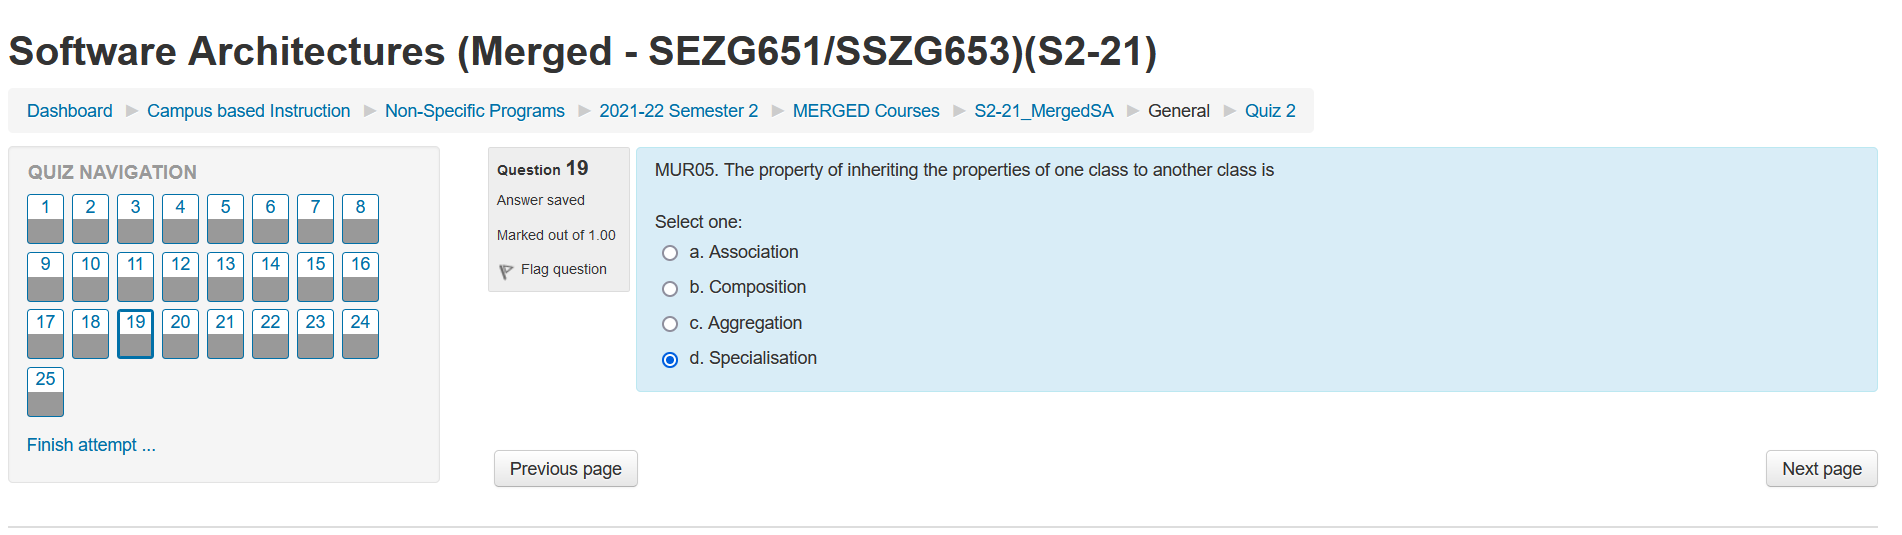 Software Architectures (Merged - SEZG651/SSZG653)(S2-21)
Dashboard Campus based Instruction Non-Specific Programs 2021-22 Semester 2 MERGED Courses S2-21_MergedSA General Quiz 2
QUIZ NAVIGATION
1 2 3 4 5 6 7 8
9 10 11 12 13 14 15 16
17 18 19 20 21 22 23 24
25
Finish attempt ...
Question 19
Answer saved
Marked out of 1.00
Flag question
MUR05. The property of inheriting the properties of one class to another class is
Select one:
a. Association
b. Composition
c. Aggregation
d. Specialisation
Previous page
Next page